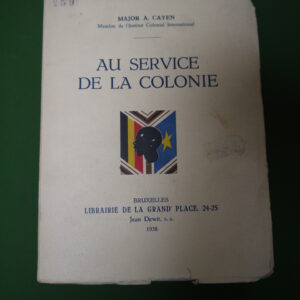 MAJOR A. CAYEN
Membre de l'Institut Colonial International
AU SERVICE
DE LA COLONIE
BRUXELLES
LIBRAIRIE DE LA GRAND' PLACE, 24-25
Jean Dewit, s. a.
1938